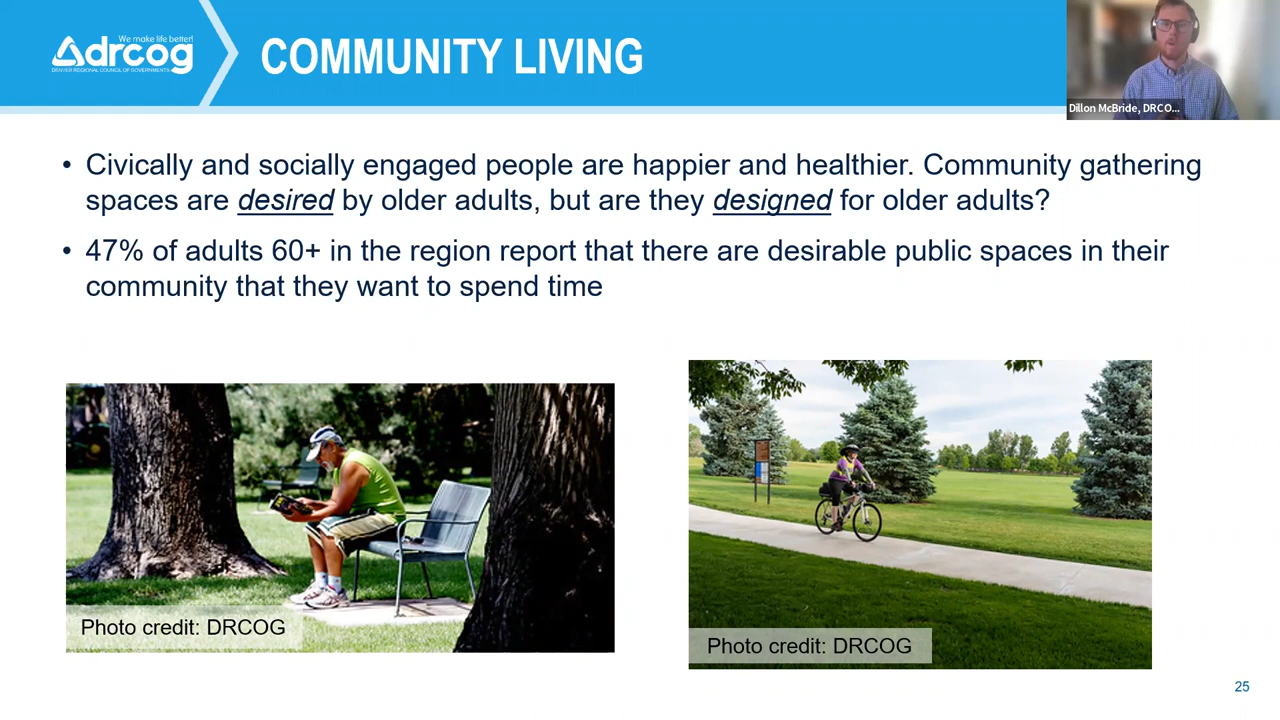 We make life better!
drcog
DENVER REGIONAL COUNCIL OF GOVERNMENTS
COMMUNITY LIVING
Dillon McBride, DRCO...
• Civically and socially engaged people are happier and healthier. Community gathering
spaces are desired by older adults, but are they designed for older adults?
• 47% of adults 60+ in the region report that there are desirable public spaces in their
community that they want to spend time
Photo credit: DRCOG
Photo credit: DRCOG
25